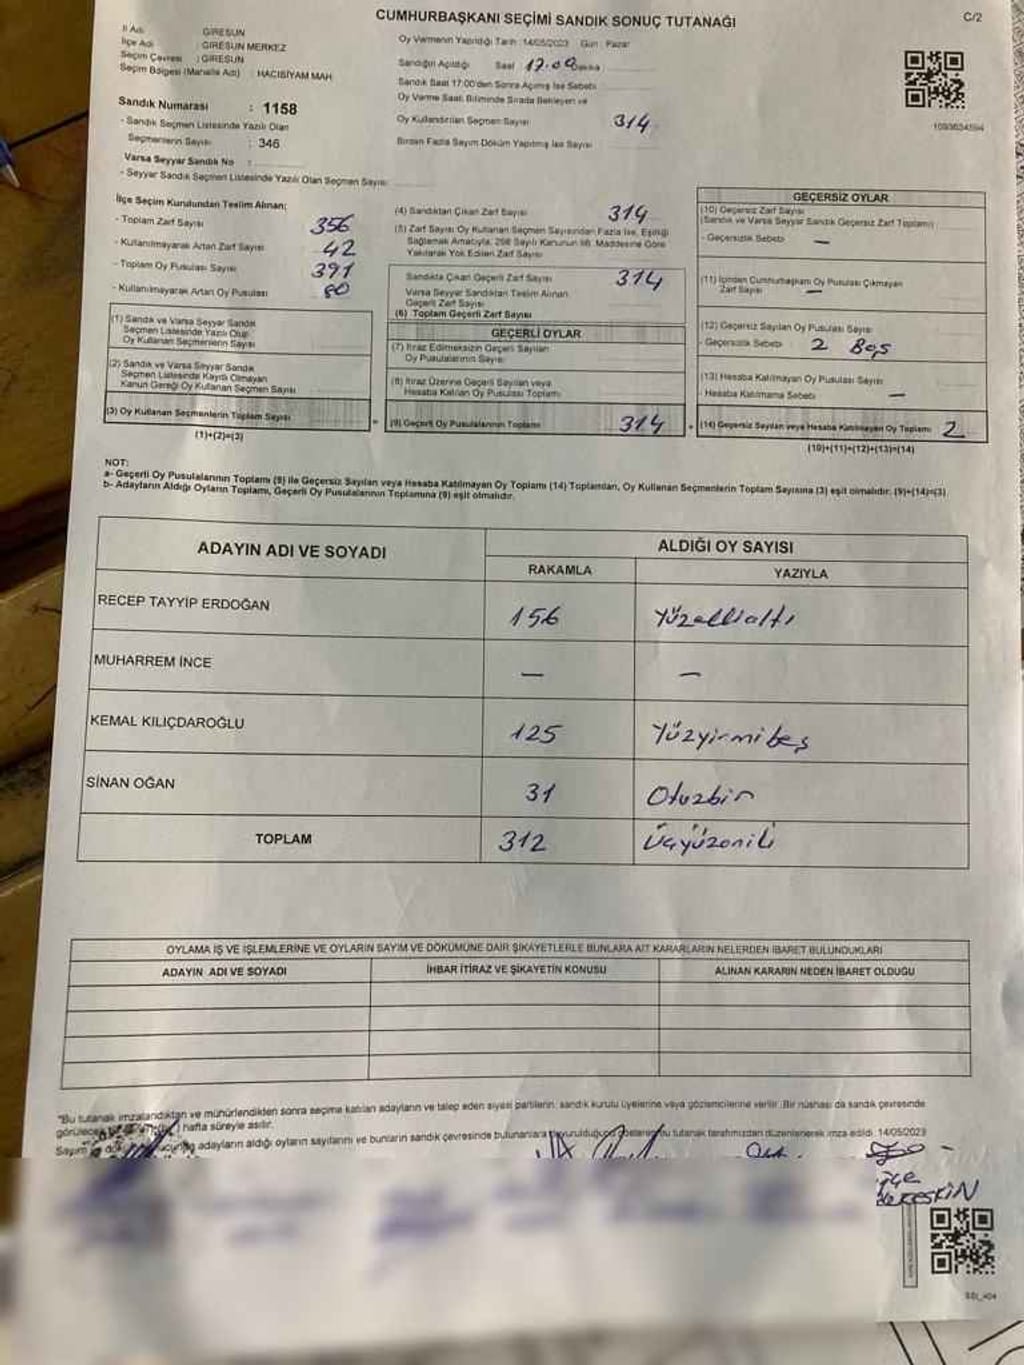 CUMHURBAŞKANI SEÇİMİ SANDIK SONUÇ TUTANAĞI
C/2
İl Adı : GİRESUN
İlçe Adı : GİRESUN MERKEZ
Seçim Çevresi : GİRESUN
Seçim Bölgesi (Mahalle Adı) : HACISİYAM MAH.
Oy Vermenin Yapıldığı Tarih : 14/05/2023 Gün : Pazar
Sandığın Açıldığı Saat 17.00
Sandık Saat 17:00'den Sonra Açılmış İse Sebebi
Sandık Numarası : 1158
- Sandık Seçmen Listesinde Yazılı Olan
Seçmenlerin Sayısı : 346
Oy Verme Saati Bitiminde Sırada Bekleyen ve
Oy Kullandırılan Seçmen Sayısı 314
Birden Fazla Sayım Döküm Yapılmış İse Sayısı
Varsa Seyyar Sandık No :
- Seyyar Sandık Seçmen Listesinde Yazılı Olan Seçmen Sayısı:
İlçe Seçim Kurulundan Teslim Alınan;
- Toplam Zarf Sayısı 356
- Kullanılmayarak Artan Zarf Sayısı 42
- Toplam Oy Pusulası Sayısı 391
- Kullanılmayarak Artan Oy Pusulası 80
(1) Sandık ve Varsa Seyyar Sandık
Seçmen Listesinde Yazılı Olup
Oy Kullanan Seçmenlerin Sayısı
(2) Sandık ve Varsa Seyyar Sandık
Seçmen Listesinde Kayıtlı Olmayan
Kanun Gereği Oy Kullanan Seçmen Sayısı
(3) Oy Kullanan Seçmenlerin Toplam Sayısı
(1)+(2)=(3)
(4) Sandıktan Çıkan Zarf Sayısı 314
(5) Zarf Sayısı Oy Kullanan Seçmen Sayısından Fazla İse, Eşitliği
Sağlamak Amacıyla, 298 Sayılı Kanunun 98. Maddesine Göre
Yakılarak Yok Edilen Zarf Sayısı
Sandıkta Çıkan Geçerli Zarf Sayısı 314
Varsa Seyyar Sandıktan Teslim Alınan
Geçerli Zarf Sayısı
(6) Toplam Geçerli Zarf Sayısı
GEÇERLİ OYLAR
(7) İtiraz Edilmeksizin Geçerli Sayılan
Oy Pusulalarının Sayısı
(8) İtiraz Üzerine Geçerli Sayılan veya
Hesaba Katılan Oy Pusulası Toplamı
(9) Geçerli Oy Pusulalarının Toplamı 314
GEÇERSİZ OYLAR
(10) Geçersiz Zarf Sayısı
(Sandık ve Varsa Seyyar Sandık Geçersiz Zarf Toplamı)
- Geçersizlik Sebebi —
(11) İçinden Cumhurbaşkanı Oy Pusulası Çıkmayan
Zarf Sayısı —
(12) Geçersiz Sayılan Oy Pusulası Sayısı
- Geçersizlik Sebebi : 2 Boş
(13) Hesaba Katılmayan Oy Pusulası Sayısı
- Hesaba Katılmama Sebebi —
(14) Geçersiz Sayılan veya Hesaba Katılmayan Oy Toplamı 2
(10)+(11)+(12)+(13)=(14)
NOT:
a- Geçerli Oy Pusulalarının Toplamı (9) ile Geçersiz Sayılan veya Hesaba Katılmayan Oy Toplamı (14) Toplamları, Oy Kullanan Seçmenlerin Toplam Sayısına (3) eşit olmalıdır. (9)+(14)=(3)
b- Adayların Aldığı Oyların Toplamı, Geçerli Oy Pusulalarının Toplamına (9) eşit olmalıdır.
ADAYIN ADI VE SOYADI
ALDIĞI OY SAYISI
RAKAMLA YAZIYLA
RECEP TAYYİP ERDOĞAN 156 Yüzellialtı
MUHARREM İNCE — —
KEMAL KILIÇDAROĞLU 125 Yüzyirmibeş
SİNAN OĞAN 31 Otuzbir
TOPLAM 312 Üçyüzoniki
OYLAMA İŞ VE İŞLEMLERİNE VE OYLARIN SAYIM VE DÖKÜMÜNE DAİR ŞİKAYETLERLE BUNLARA AİT KARARLARIN NELERDEN İBARET BULUNDUKLARI
ADAYIN ADI VE SOYADI İHBAR İTİRAZ VE ŞİKAYETİN KONUSU ALINAN KARARIN NEDEN İBARET OLDUĞU
"Bu tutanak imzalandıktan ve mühürlendikten sonra seçime katılan adayların ve talep eden siyasi partilerin, sandık kurulu üyelerine veya gözlemcilerine verilir. Bir nüshası da sandık çevresinde
hafta süreyle asılır.
adayların aldığı oyların sayılarını ve bunların sandık çevresinde bulunanlara bu tutanak tarafımızdan düzenlenerek imza edildi. 14/05/2023